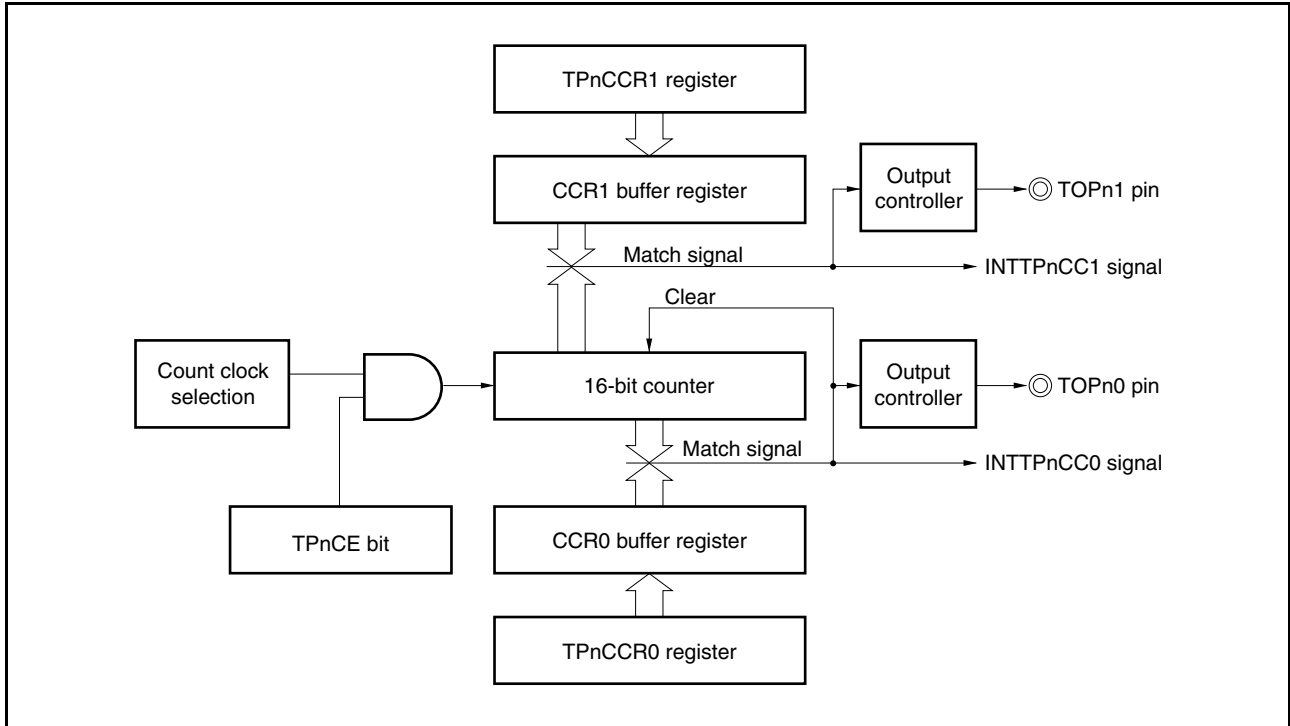 TPnCCR1 register
CCR1 buffer register
Output
controller
TOPn1 pin
Match signal
INTTPnCC1 signal
Clear
Count clock
selection
16-bit counter
Output
controller
TOPn0 pin
Match signal
INTTPnCC0 signal
TPnCE bit
CCR0 buffer register
TPnCCR0 register